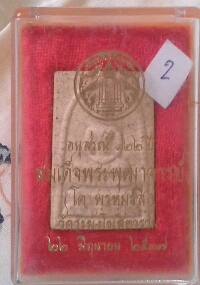 2
อนุสรณ์ ๑๒๒ ปี
สมเด็จพระพุฒาจารย์
(โต พรหมรังสี)
๒๒ มิถุนายน ๒๕๓๗